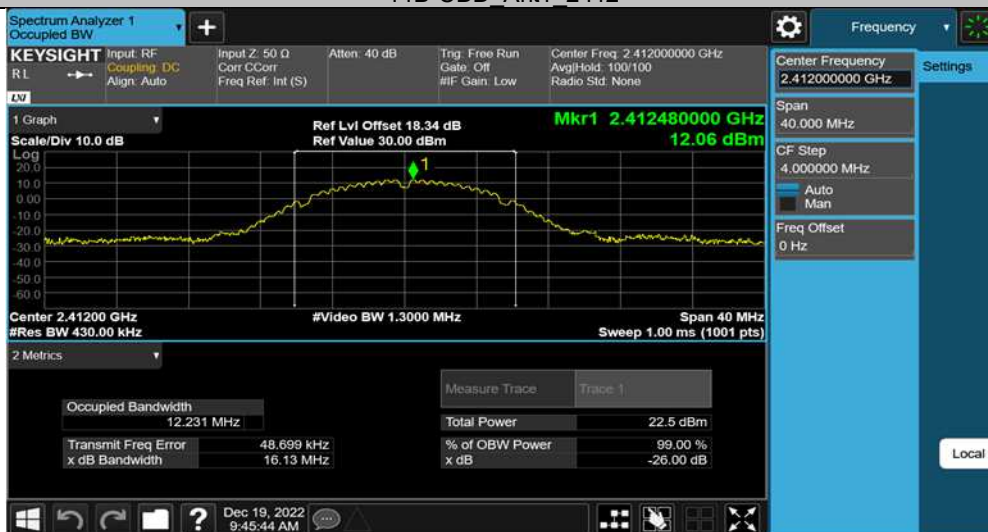 Spectrum Analyzer 1
Occupied BW
Frequency
KEYSIGHT
RL
LXI
Input: RF
Coupling: DC
Align: Auto
Input Z: 50 Ω
Corr CCorr
Freq Ref: Int (S)
Atten: 40 dB
Trig: Free Run
Gate: Off
#IF Gain: Low
Center Freq: 2.412000000 GHz
Avg|Hold: 100/100
Radio Std: None
Center Frequency
2.412000000 GHz
Settings
Span
40.000 MHz
CF Step
4.000000 MHz
Auto
Man
Freq Offset
0 Hz
Local
1 Graph
Scale/Div 10.0 dB
Ref Lvl Offset 18.34 dB
Ref Value 30.00 dBm
Mkr1 2.412480000 GHz
12.06 dBm
Log
20.0
10.0
0.00
-10.0
-20.0
-30.0
-40.0
-50.0
-60.0
1
Center 2.41200 GHz
#Res BW 430.00 kHz
#Video BW 1.3000 MHz
Span 40 MHz
Sweep 1.00 ms (1001 pts)
2 Metrics
Measure Trace
Trace 1
Occupied Bandwidth
12.231 MHz
Total Power
22.5 dBm
Transmit Freq Error
48.699 kHz
% of OBW Power
99.00 %
x dB Bandwidth
16.13 MHz
x dB
-26.00 dB
?
Dec 19, 2022
9:45:44 AM